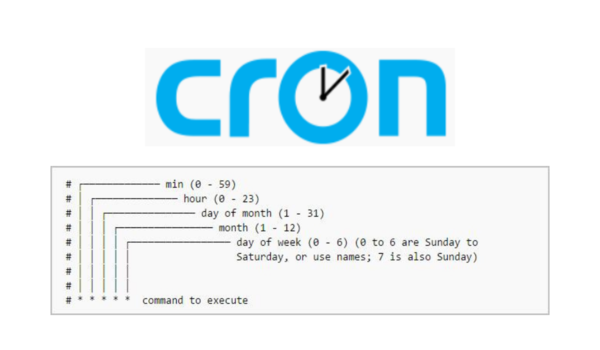 cron
# ┌───────────── min (0 - 59)
# │ ┌────────────── hour (0 - 23)
# │ │ ┌─────────────── day of month (1 - 31)
# │ │ │ ┌──────────────── month (1 - 12)
# │ │ │ │ ┌───────────────── day of week (0 - 6) (0 to 6 are Sunday to
# │ │ │ │ │ Saturday, or use names; 7 is also Sunday)
# │ │ │ │ │
# │ │ │ │ │
# * * * * * command to execute